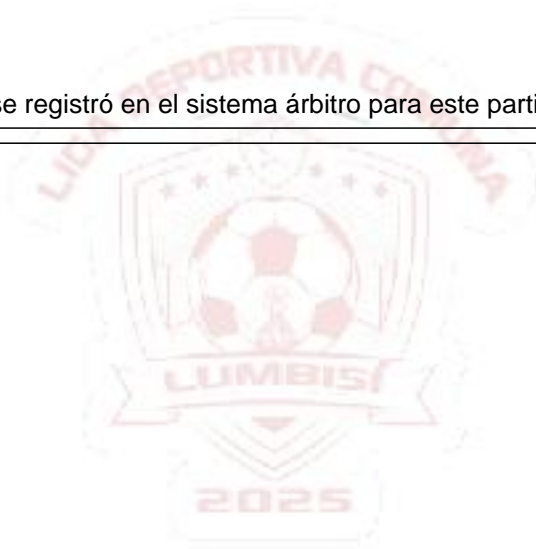 LIGA DEPORTIVA COMUNA
se registró en el sistema árbitro para este parti
LUMBISÍ
2025